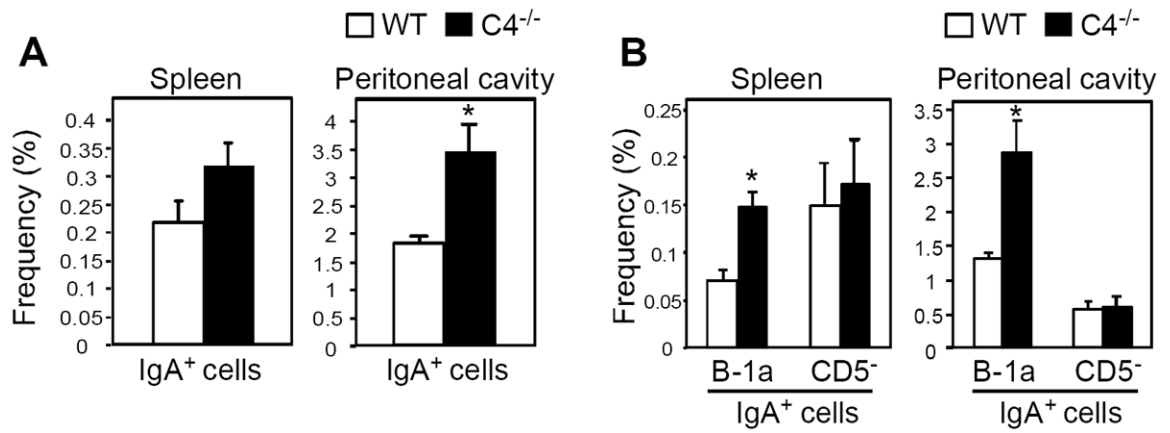 A
WT C4-/-
Spleen
Peritoneal cavity
Frequency (%)
0.4
0.35
0.3
0.25
0.2
0.15
0.1
0.05
0
IgA+ cells
4
3.5
3
2.5
2
1.5
1
0.5
0
*
IgA+ cells
B
WT C4-/-
Spleen
Peritoneal cavity
Frequency (%)
0.25
0.2
0.15
0.1
0.05
0
*
B-1a CD5-
IgA+ cells
3.5
3
2.5
2
1.5
1
0.5
0
*
B-1a CD5-
IgA+ cells